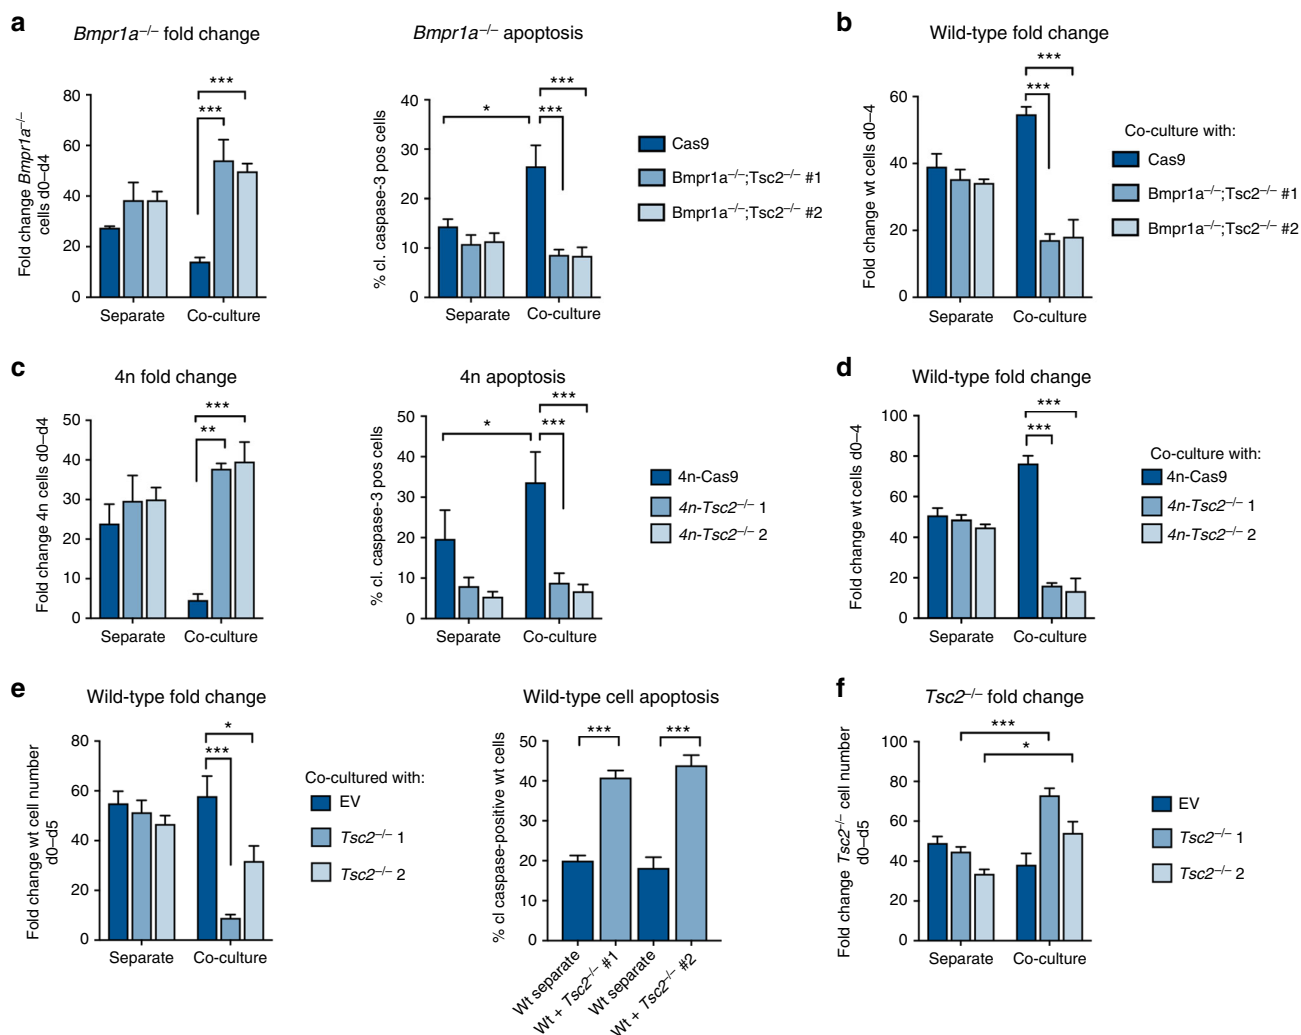 a
Bmpr1a–/– fold change
Fold change Bmpr1a–/–
cells d0–d4
80
60
40
20
0
***
***
Separate
Co-culture
Bmpr1a–/– apoptosis
% cl. caspase-3 pos cells
40
30
20
10
0
*
***
***
Separate
Co-culture
Cas9
Bmpr1a–/–;Tsc2–/– #1
Bmpr1a–/–;Tsc2–/– #2
b
Wild-type fold change
Fold change wt cells d0–4
60
40
20
0
***
***
Separate
Co-culture
Co-culture with:
Cas9
Bmpr1a–/–;Tsc2–/– #1
Bmpr1a–/–;Tsc2–/– #2
c
4n fold change
Fold change 4n cells d0–d4
50
40
30
20
10
0
***
**
Separate
Co-culture
4n apoptosis
% cl. caspase-3 pos cells
50
40
30
20
10
0
*
***
***
Separate
Co-culture
4n-Cas9
4n-Tsc2–/– 1
4n-Tsc2–/– 2
d
Wild-type fold change
Fold change wt cells d0–4
100
80
60
40
20
0
***
***
Separate
Co-culture
Co-culture with:
4n-Cas9
4n-Tsc2–/– 1
4n-Tsc2–/– 2
e
Wild-type fold change
Fold change wt cell number
d0–d5
80
60
40
20
0
*
***
Separate
Co-culture
Co-cultured with:
EV
Tsc2–/– 1
Tsc2–/– 2
Wild-type cell apoptosis
% cl caspase-positive wt cells
50
40
30
20
10
0
***
***
Wt separate
Wt + Tsc2–/– #1
Wt separate
Wt + Tsc2–/– #2
f
Tsc2–/– fold change
Fold change Tsc2–/– cell number
d0–d5
100
80
60
40
20
0
***
*
Separate
Co-culture
EV
Tsc2–/– 1
Tsc2–/– 2